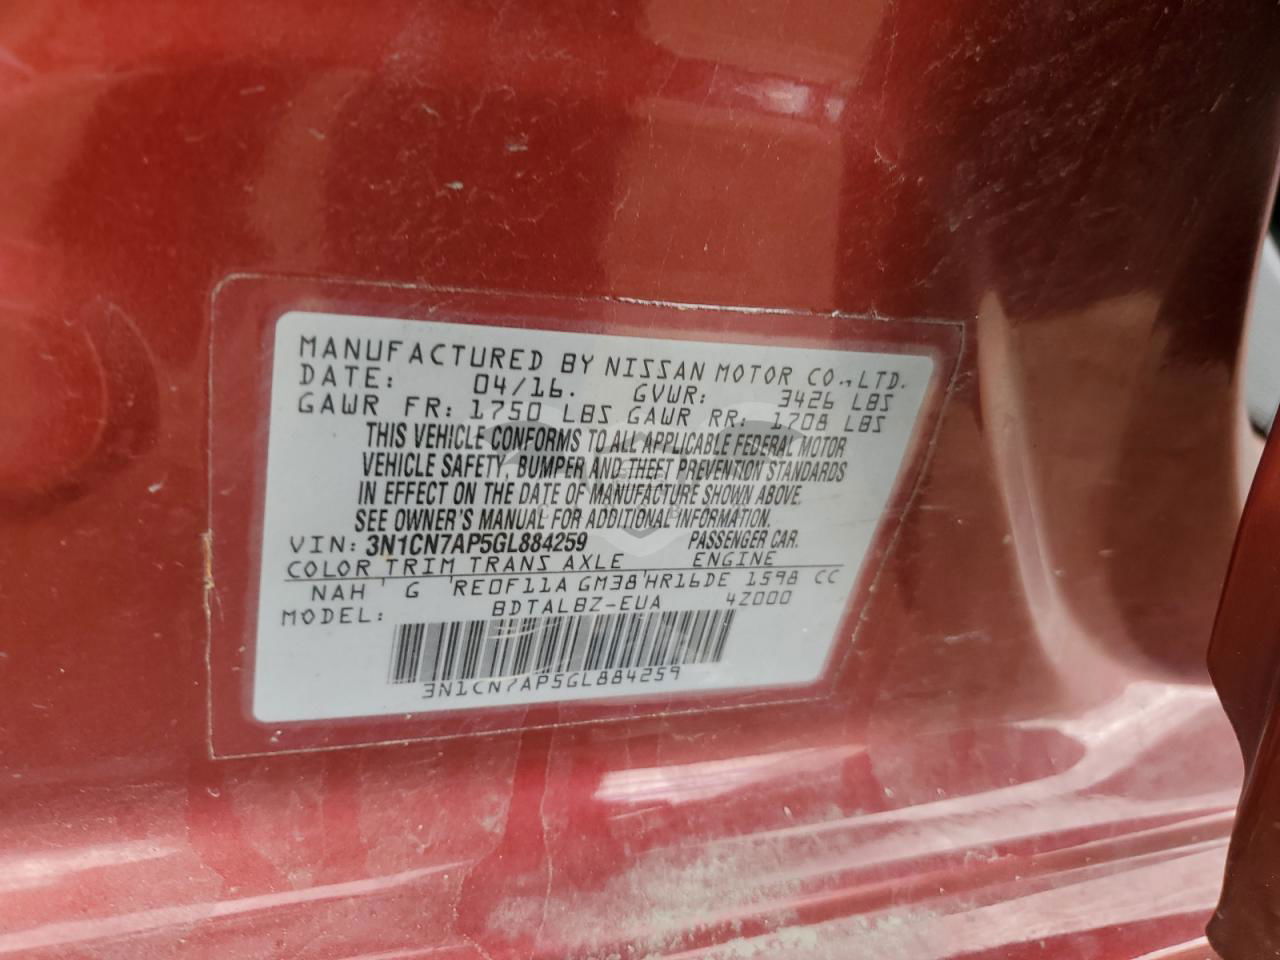 MANUFACTURED BY NISSAN MOTOR CO.,LTD.
DATE: 04/16. GVWR: 3426 LBS
GAWR FR: 1750 LBS GAWR RR: 1708 LBS
THIS VEHICLE CONFORMS TO ALL APPLICABLE FEDERAL MOTOR
VEHICLE SAFETY, BUMPER AND THEFT PREVENTION STANDARDS
IN EFFECT ON THE DATE OF MANUFACTURE SHOWN ABOVE.
SEE OWNER'S MANUAL FOR ADDITIONAL INFORMATION.
VIN: 3N1CN7AP5GL884259 PASSENGER CAR.
COLOR TRIM TRANS AXLE ENGINE
NAH G RE0F11A GM38 HR16DE 1598 CC
MODEL: BDTALBZ-EUA 4Z000
3N1CN7AP5GL884259